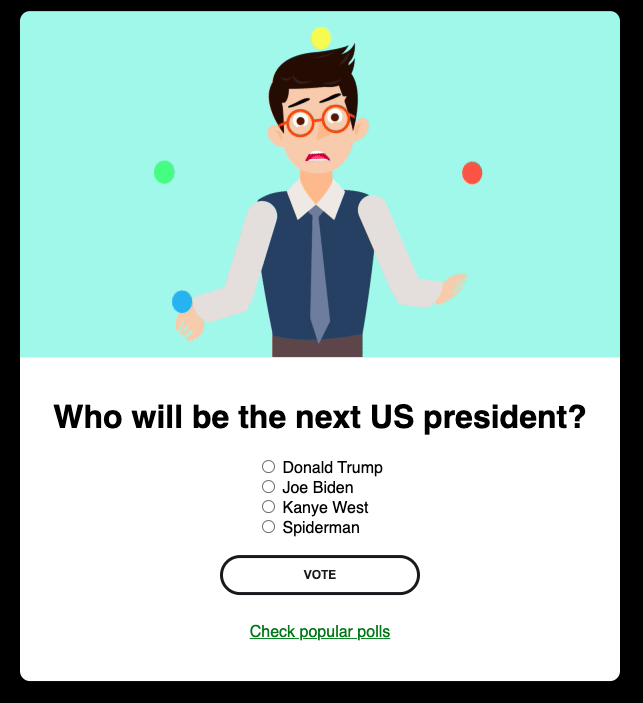 Who will be the next US president?
Donald Trump
Joe Biden
Kanye West
Spiderman
VOTE
Check popular polls